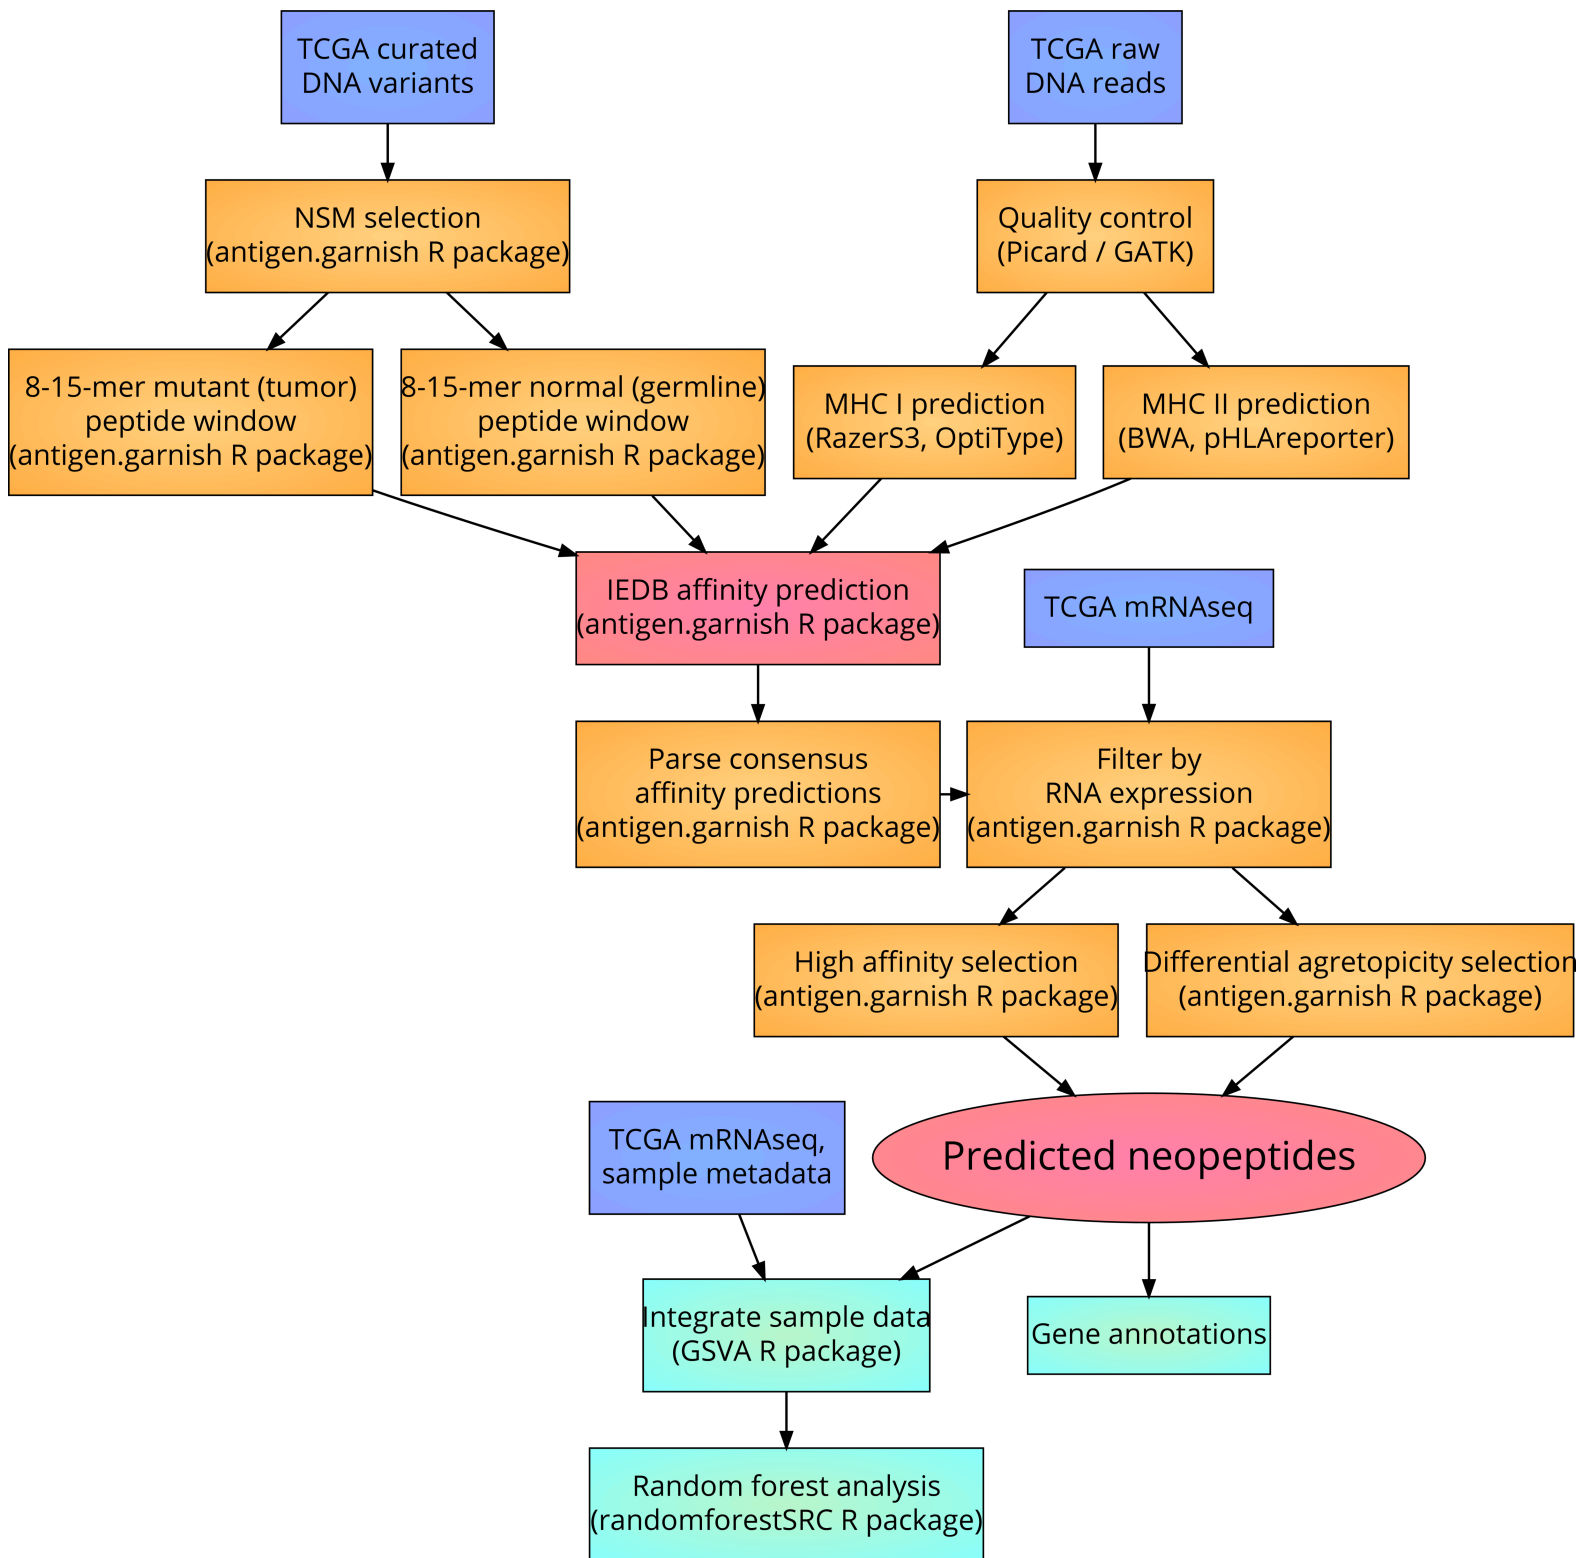 TCGA curated
DNA variants
TCGA raw
DNA reads
NSM selection
(antigen.garnish R package)
Quality control
(Picard / GATK)
8-15-mer mutant (tumor)
peptide window
(antigen.garnish R package)
8-15-mer normal (germline)
peptide window
(antigen.garnish R package)
MHC I prediction
(RazerS3, OptiType)
MHC II prediction
(BWA, pHLAreporter)
IEDB affinity prediction
(antigen.garnish R package)
TCGA mRNAseq
Parse consensus
affinity predictions
(antigen.garnish R package)
Filter by
RNA expression
(antigen.garnish R package)
High affinity selection
(antigen.garnish R package)
Differential agretopicity selection
(antigen.garnish R package)
TCGA mRNAseq,
sample metadata
Predicted neopeptides
Integrate sample data
(GSVA R package)
Gene annotations
Random forest analysis
(randomforestSRC R package)